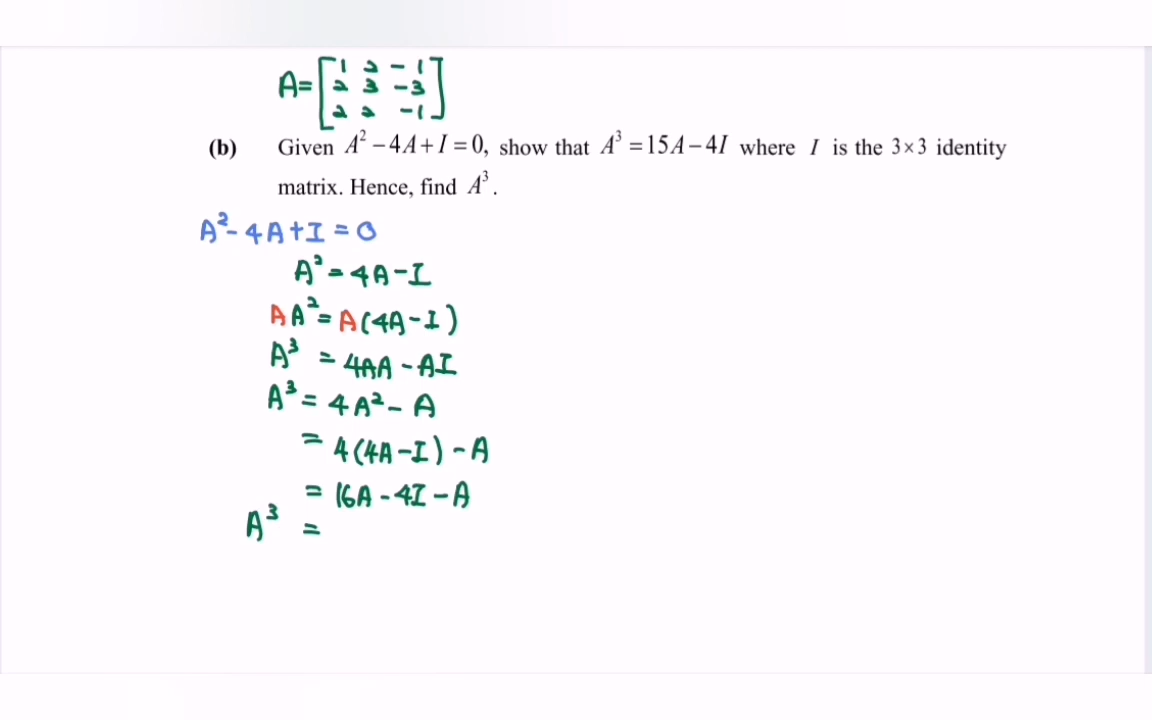 A = [ 1 2 -1
2 3 -3
2 2 -1 ]
(b) Given A² − 4A + I = 0, show that A³ = 15A − 4I where I is the 3×3 identity
matrix. Hence, find A³.
A² - 4A + I = 0
A² = 4A - I
AA² = A(4A - I)
A³ = 4AA - AI
A³ = 4A² - A
= 4(4A - I) - A
= 16A - 4I - A
A³ =